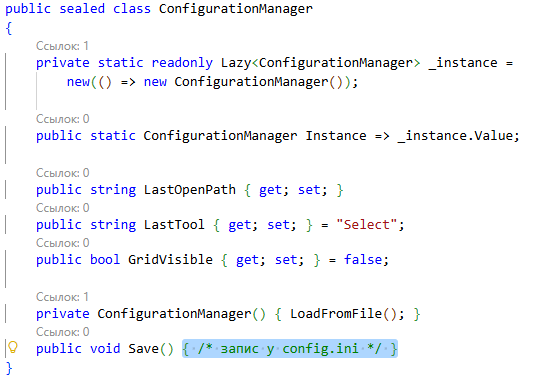 public sealed class ConfigurationManager
{
Ссылок: 1
private static readonly Lazy<ConfigurationManager> _instance =
new(() => new ConfigurationManager());
Ссылок: 0
public static ConfigurationManager Instance => _instance.Value;
Ссылок: 0
public string LastOpenPath { get; set; }
Ссылок: 0
public string LastTool { get; set; } = "Select";
Ссылок: 0
public bool GridVisible { get; set; } = false;
Ссылок: 1
private ConfigurationManager() { LoadFromFile(); }
Ссылок: 0
public void Save() { /* запис у config.ini */ }
}